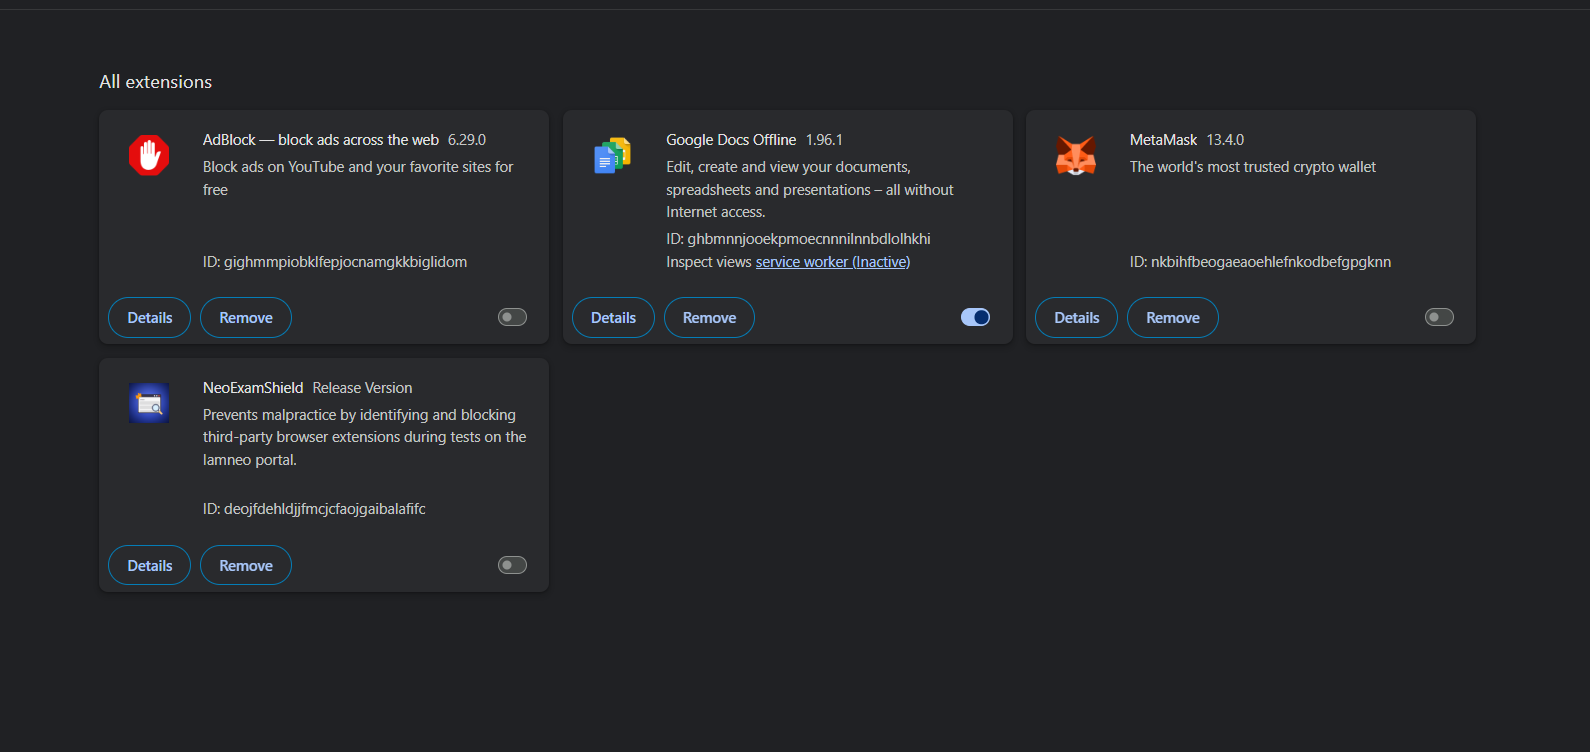 All extensions
AdBlock — block ads across the web 6.29.0
Block ads on YouTube and your favorite sites for
free
ID: gighmmpiobklfepjocnamgkkbiglidom
Details
Remove
Google Docs Offline 1.96.1
Edit, create and view your documents,
spreadsheets and presentations – all without
Internet access.
ID: ghbmnnjooekpmoecnnnilnnbdlolhkhi
Inspect views service worker (Inactive)
Details
Remove
MetaMask 13.4.0
The world's most trusted crypto wallet
ID: nkbihfbeogaeaoehlefnkodbefgpgknn
Details
Remove
NeoExamShield Release Version
Prevents malpractice by identifying and blocking
third-party browser extensions during tests on the
Iamneo portal.
ID: deojfdehldjjfmcjcfaojgaibalafifc
Details
Remove